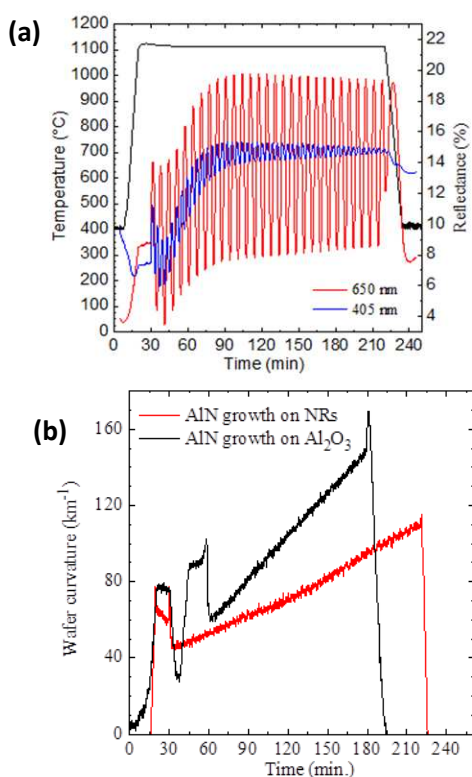 (a)
1200
1100
1000
900
800
700
600
500
400
300
200
100
0
Temperature (°C)
22
20
18
16
14
12
10
8
6
4
Reflectance (%)
650 nm
405 nm
0 30 60 90 120 150 180 210 240
Time (min)
(b)
AlN growth on NRs
AlN growth on Al₂O₃
160
120
80
40
0
Wafer curvature (km⁻¹)
0 30 60 90 120 150 180 210 240
Time (min.)